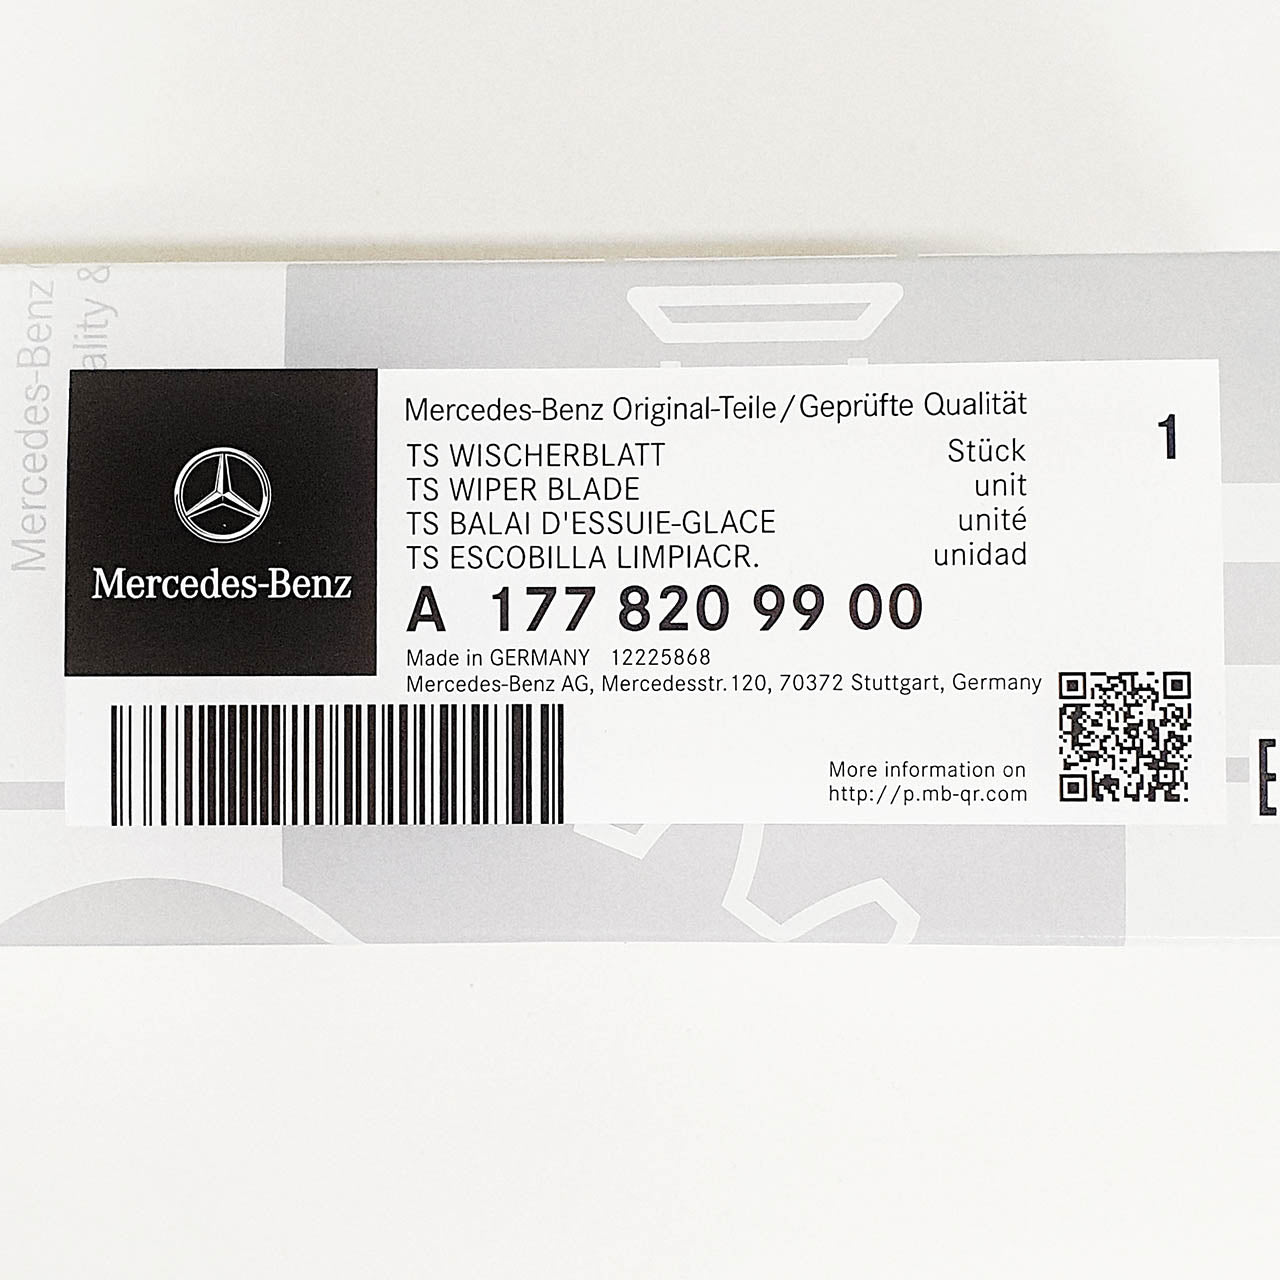 Mercedes-Benz
ality &
Mercedes-Benz
Mercedes-Benz Original-Teile/Geprüfte Qualität
TS WISCHERBLATT Stück 1
TS WIPER BLADE unit
TS BALAI D'ESSUIE-GLACE unité
TS ESCOBILLA LIMPIACR. unidad
A 177 820 99 00
Made in GERMANY 12225868
Mercedes-Benz AG, Mercedesstr.120, 70372 Stuttgart, Germany
More information on
http://p.mb-qr.com
E